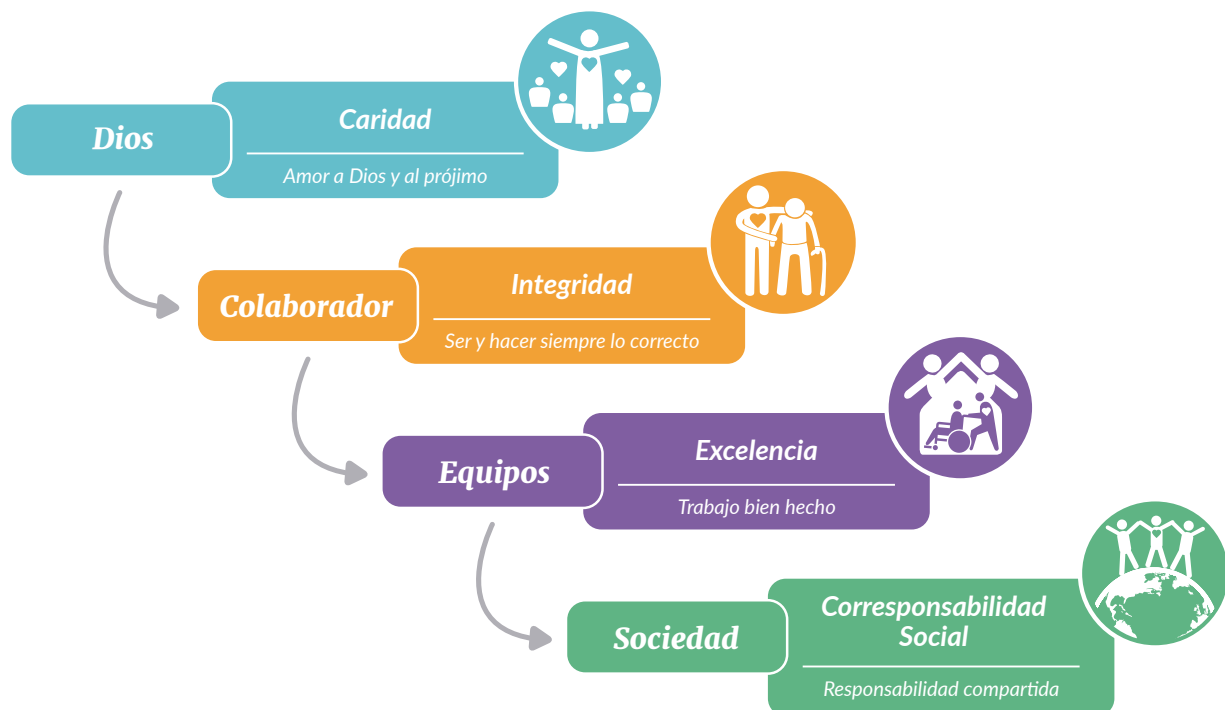 Dios
Caridad
Amor a Dios y al prójimo
Colaborador
Integridad
Ser y hacer siempre lo correcto
Equipos
Excelencia
Trabajo bien hecho
Sociedad
Corresponsabilidad
Social
Responsabilidad compartida